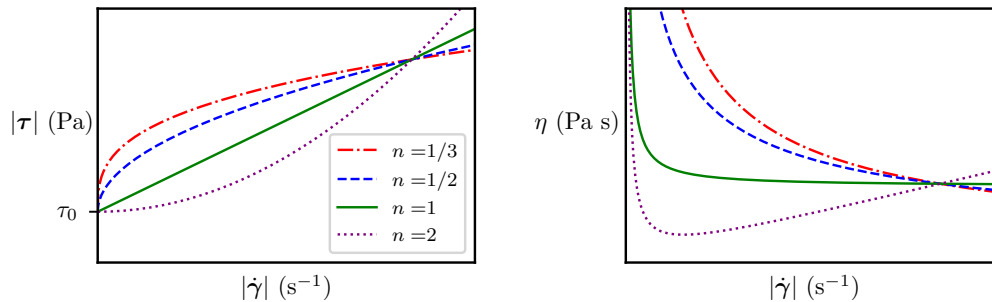 |τ| (Pa)
τ₀
n =1/3
n =1/2
n =1
n =2
|γ̇| (s⁻¹)
η (Pa s)
|γ̇| (s⁻¹)